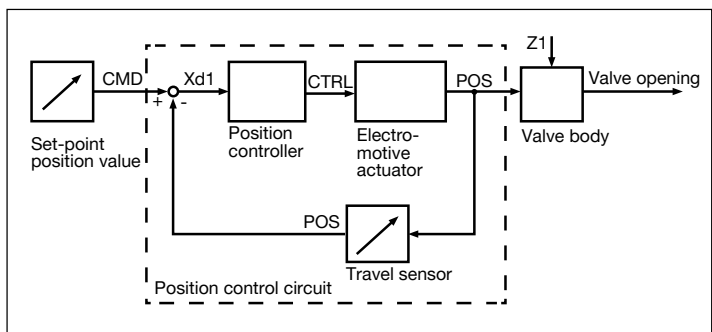 Z1
CMD
Xd1
CTRL
POS
Valve opening
+
-
Set-point
position value
Position
controller
Electro-
motive
actuator
Valve body
POS
Travel sensor
Position control circuit